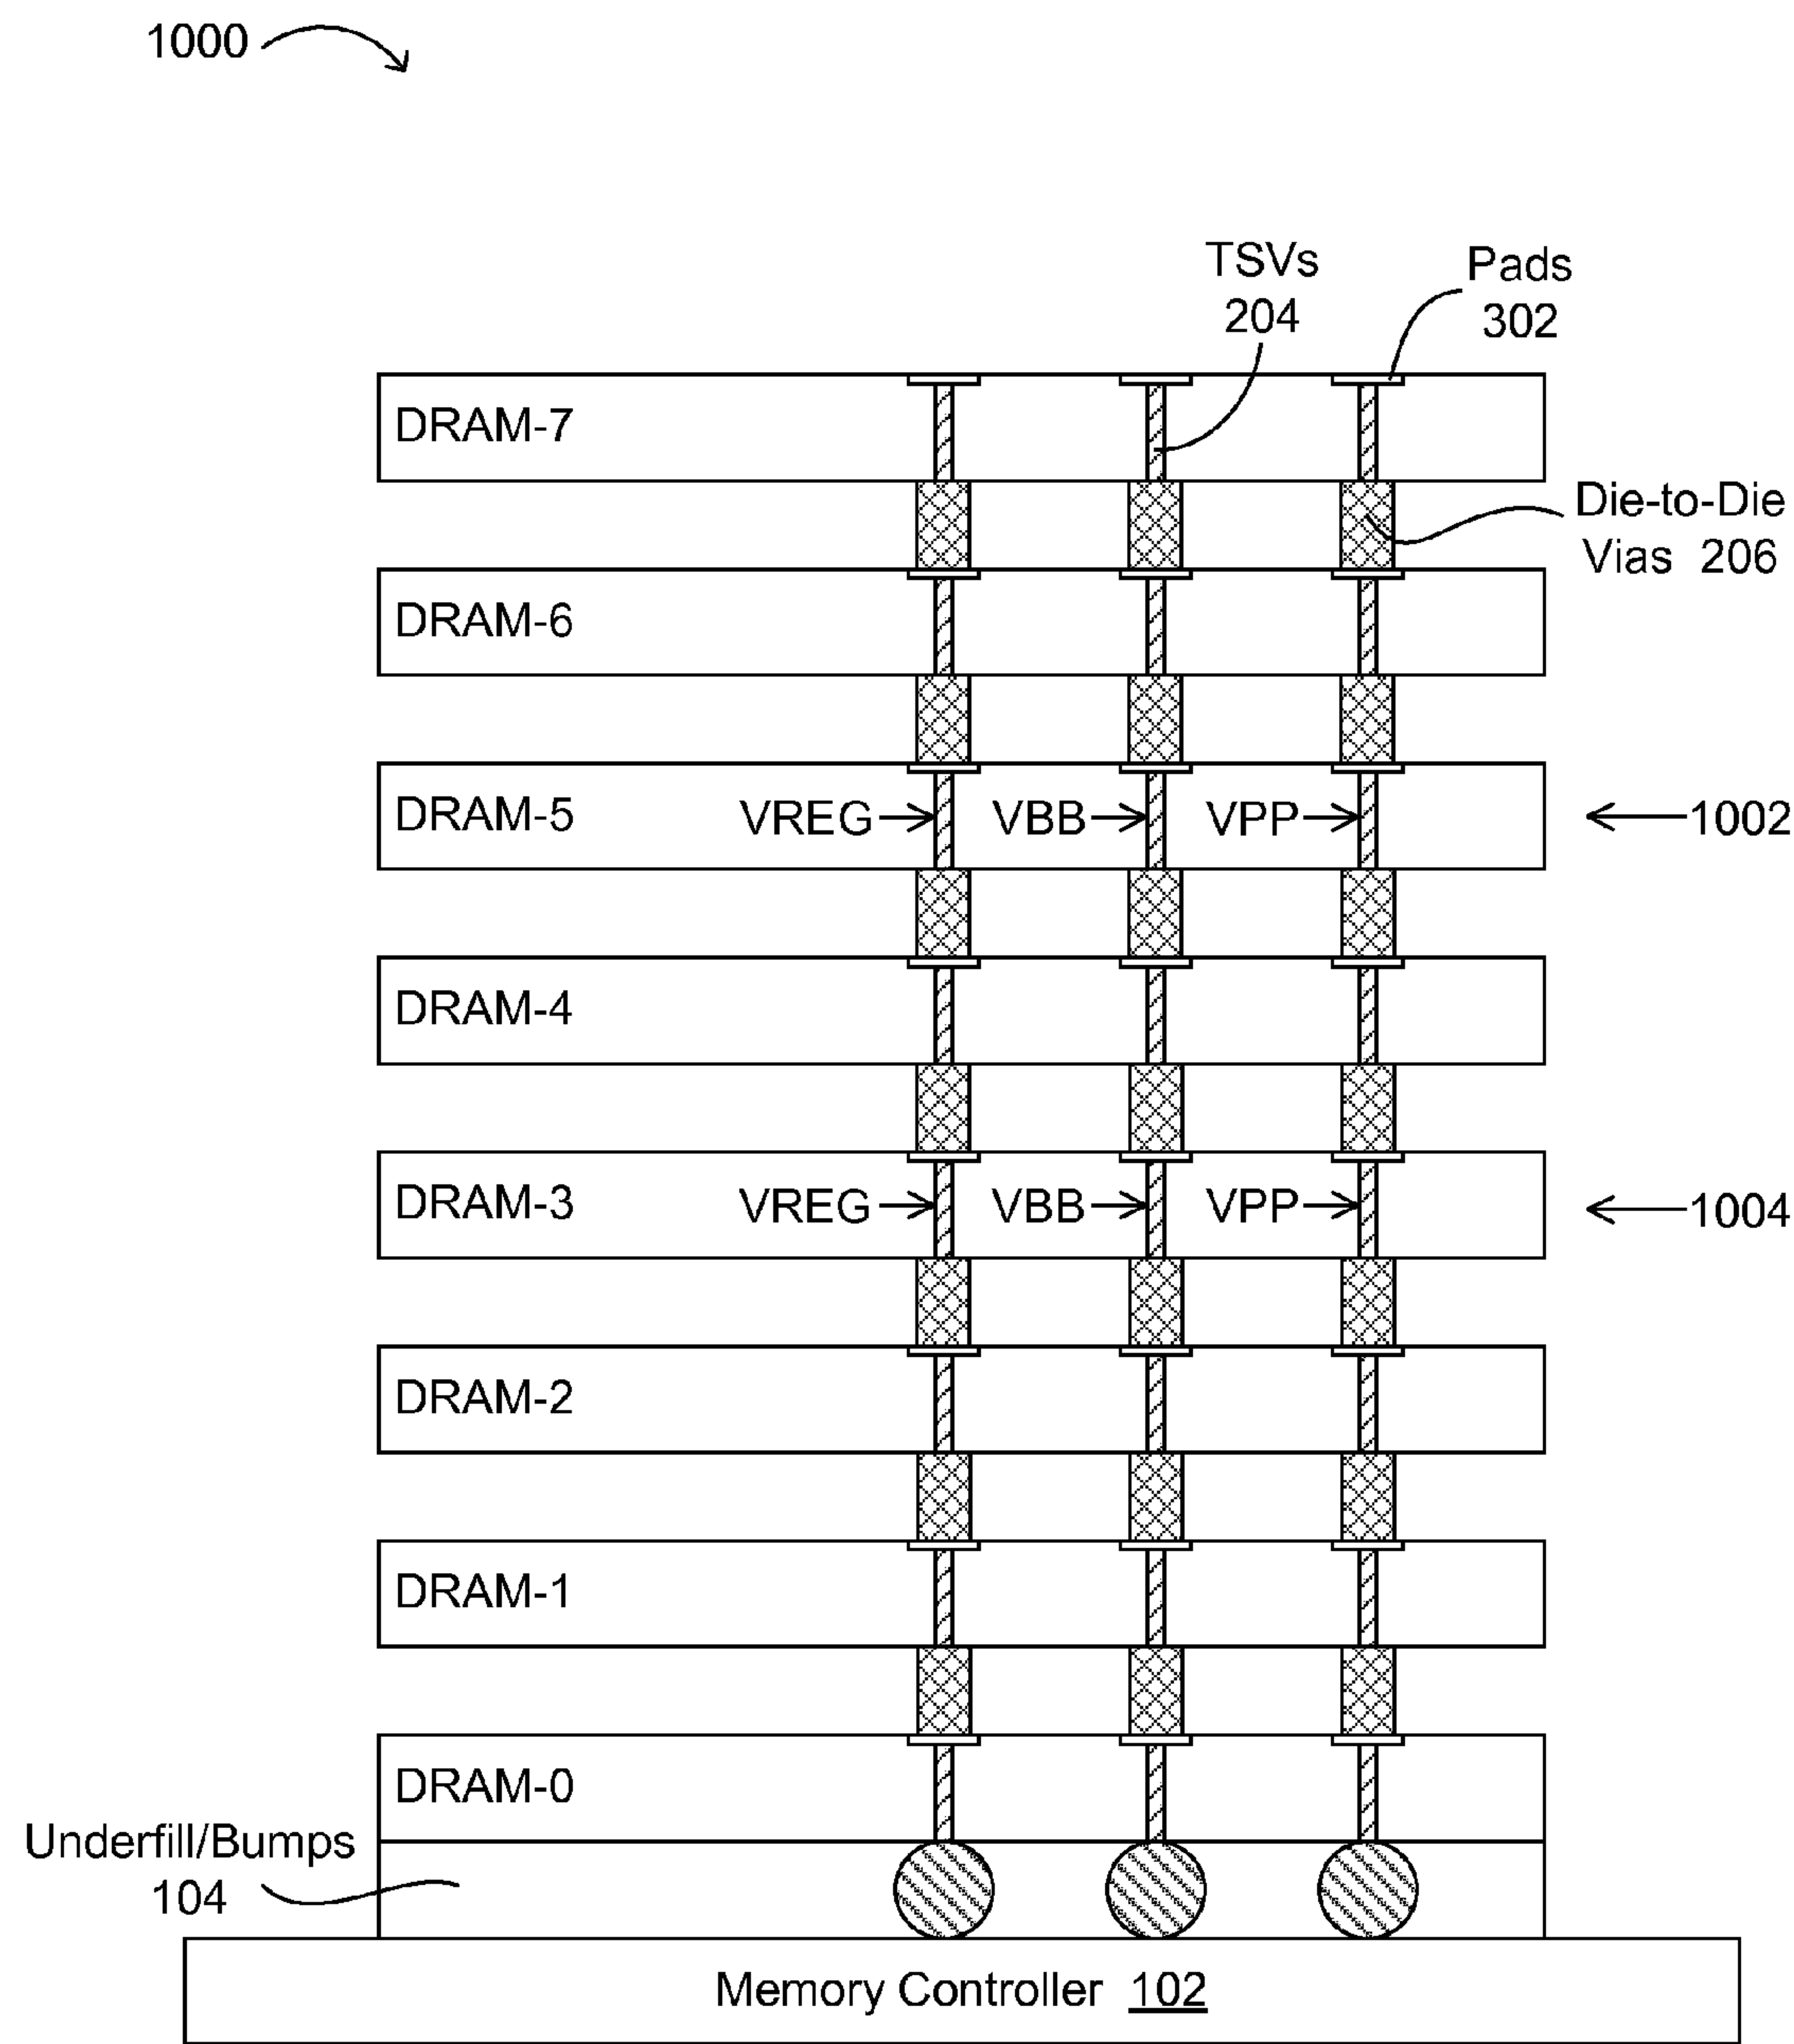 1000
TSVs
204
Pads
302
DRAM-7
Die-to-Die
Vias 206
DRAM-6
DRAM-5 VREG VBB VPP 1002
DRAM-4
DRAM-3 VREG VBB VPP 1004
DRAM-2
DRAM-1
DRAM-0
Underfill/Bumps
104
Memory Controller 102